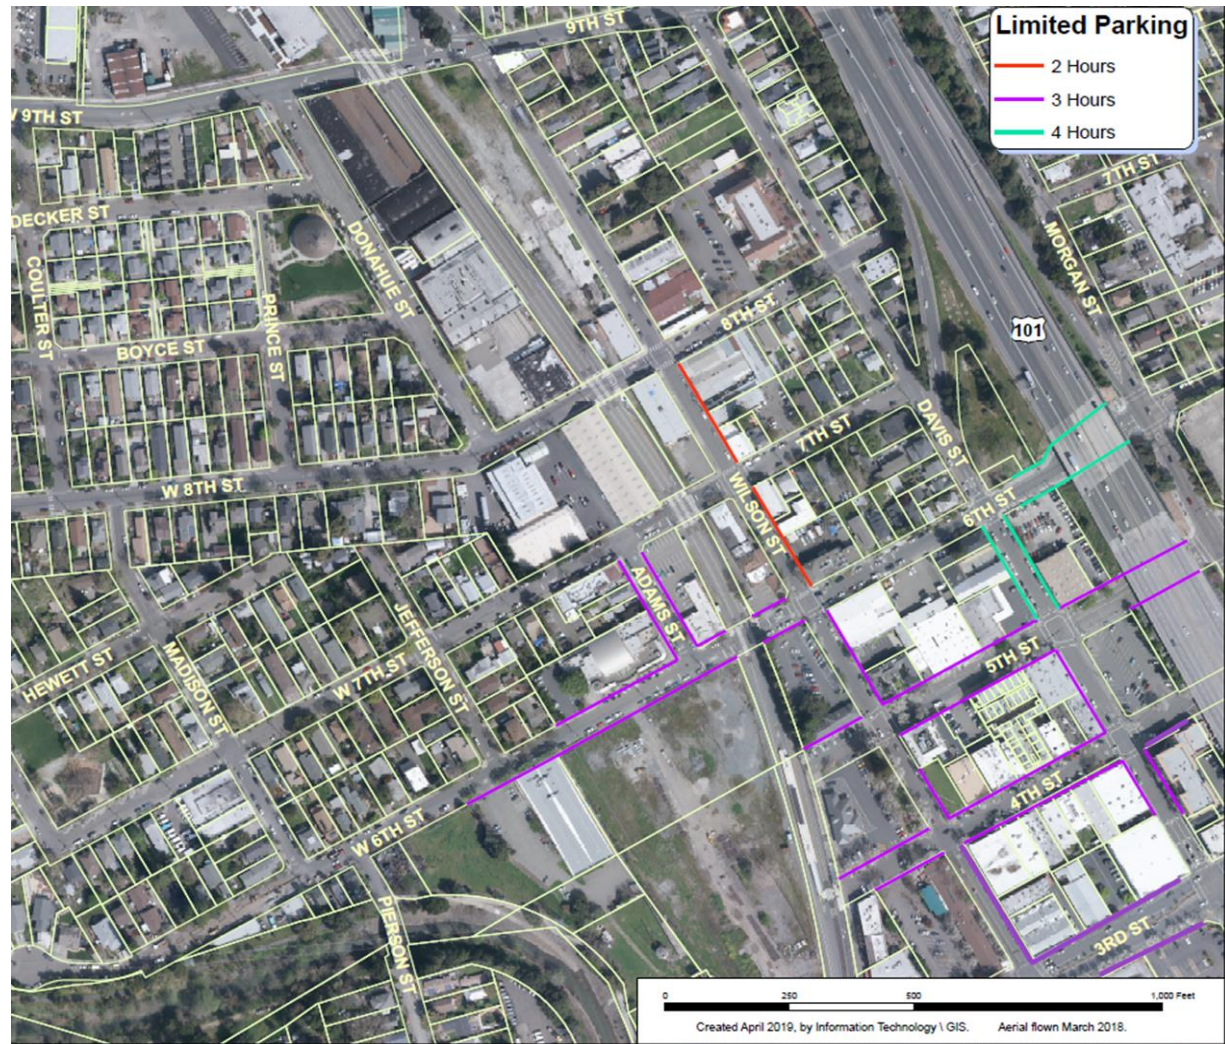 Limited Parking
2 Hours
3 Hours
4 Hours
9TH ST
W 9TH ST
7TH ST
DECKER ST
COULTER ST
PRINCE ST
DONAHUE ST
MORGAN ST
101
8TH ST
BOYCE ST
7TH ST
DAVIS ST
W 8TH ST
WILSON ST
6TH ST
ADAMS ST
JEFFERSON ST
HEWETT ST
MADISON ST
W 7TH ST
5TH ST
4TH ST
W 6TH ST
PIERSON ST
3RD ST
0 250 500 1,000 Feet
Created April 2019, by Information Technology \ GIS. Aerial flown March 2018.